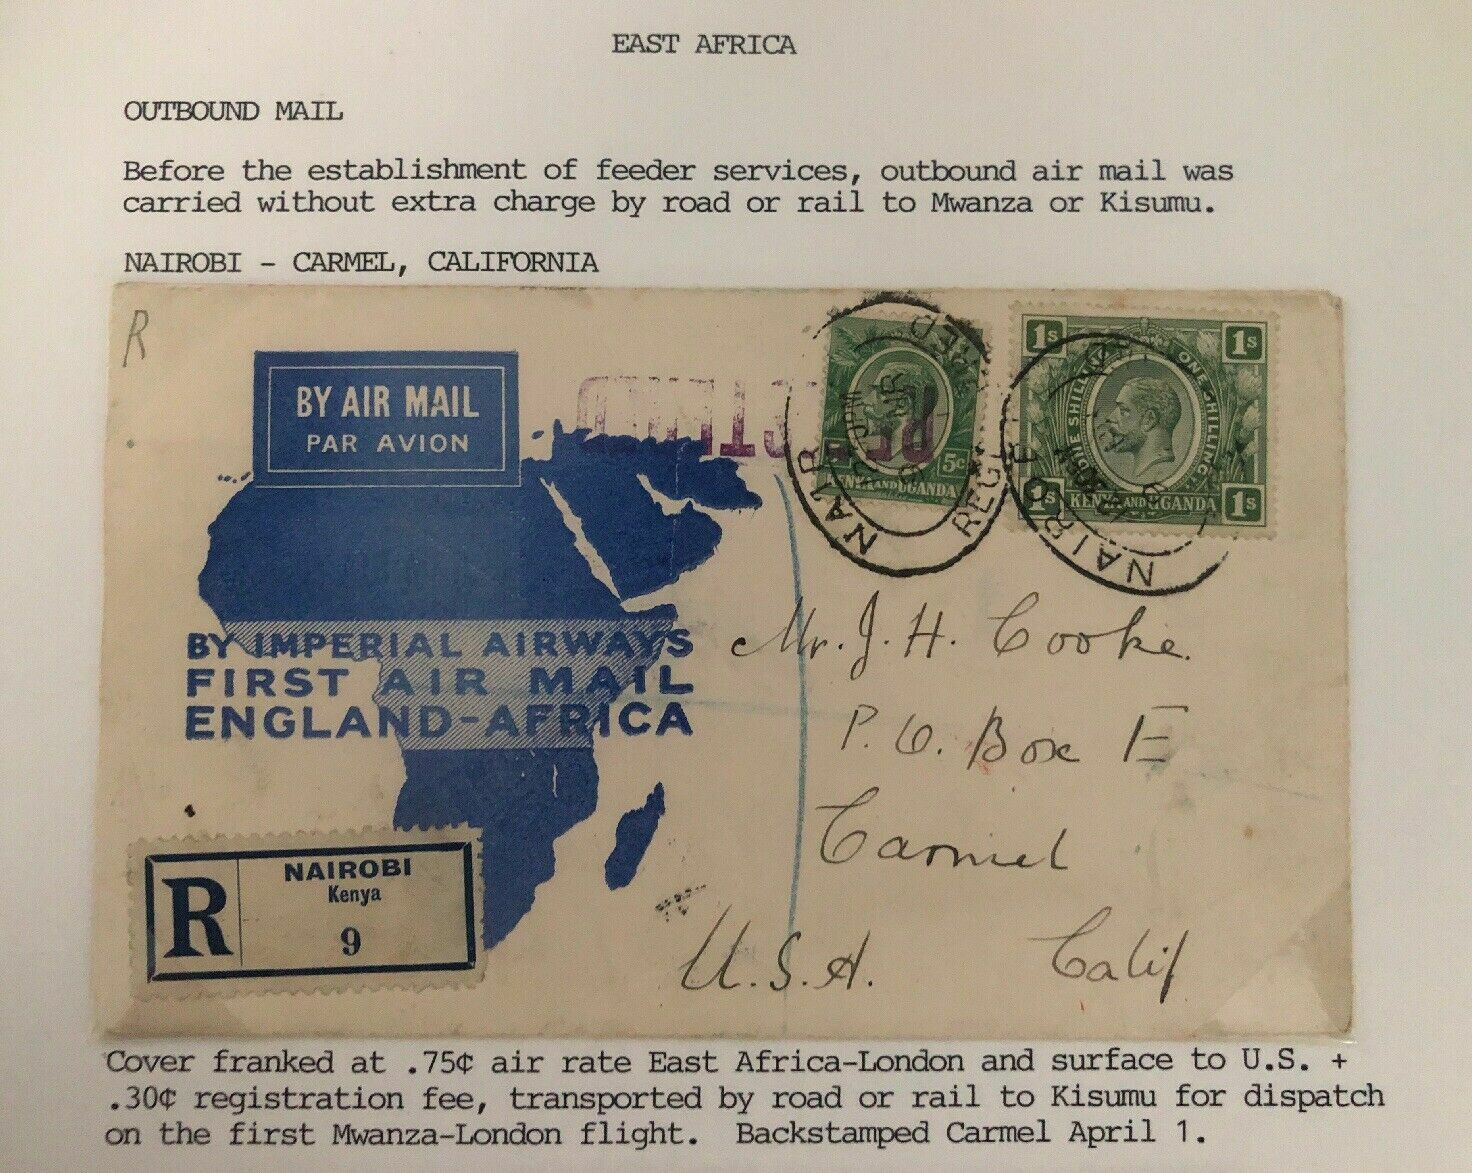 EAST AFRICA
OUTBOUND MAIL
Before the establishment of feeder services, outbound air mail was
carried without extra charge by road or rail to Mwanza or Kisumu.
NAIROBI - CARMEL, CALIFORNIA
R
BY AIR MAIL
PAR AVION
BY IMPERIAL AIRWAYS
FIRST AIR MAIL
ENGLAND-AFRICA
5c
KENYA AND UGANDA
1s 1s
ONE SHILLING
KENYA AND UGANDA
1s 1s
NAIROBI
Mr. J. H. Cooke.
P. O. Box E
Carmel
U.S.A. Calif
R
NAIROBI
Kenya
9
Cover franked at .75¢ air rate East Africa-London and surface to U.S. +
.30¢ registration fee, transported by road or rail to Kisumu for dispatch
on the first Mwanza-London flight. Backstamped Carmel April 1.